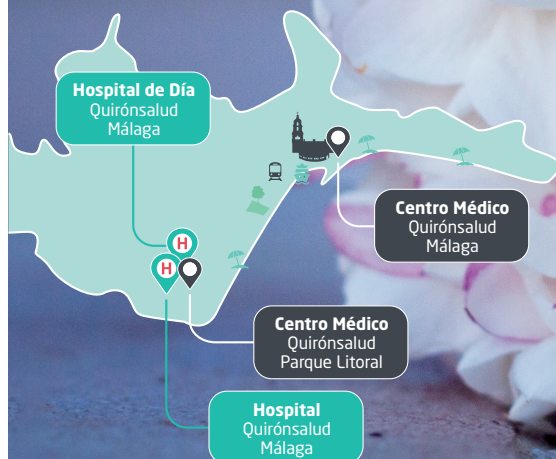 Hospital de Día
Quirónsalud
Málaga
Centro Médico
Quirónsalud
Málaga
H
H
Centro Médico
Quirónsalud
Parque Litoral
Hospital
Quirónsalud
Málaga